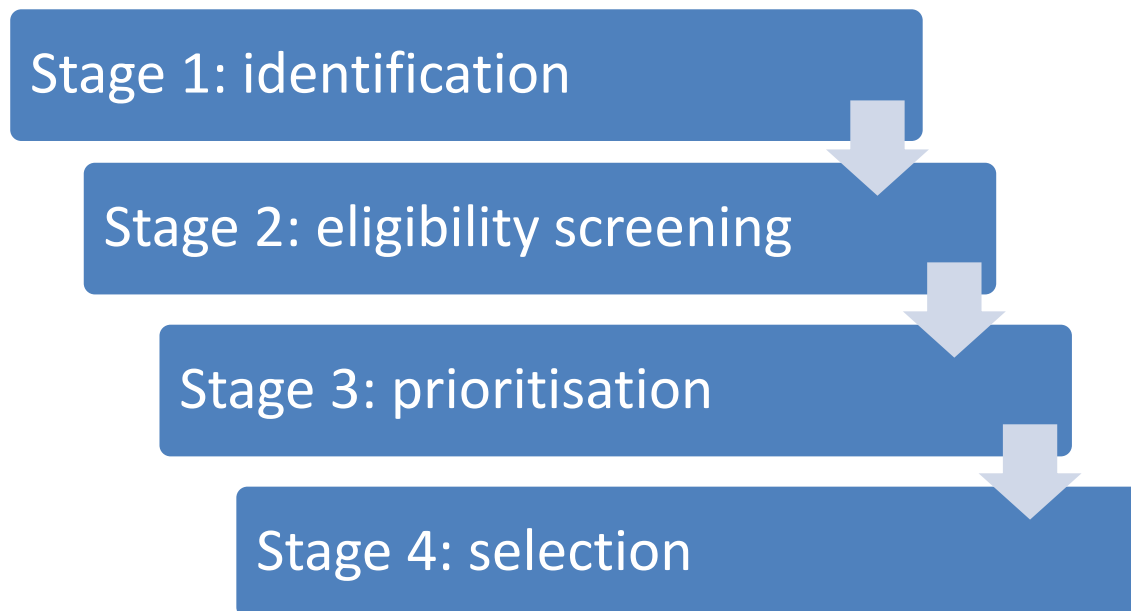 Stage 1: identification
Stage 2: eligibility screening
Stage 3: prioritisation
Stage 4: selection